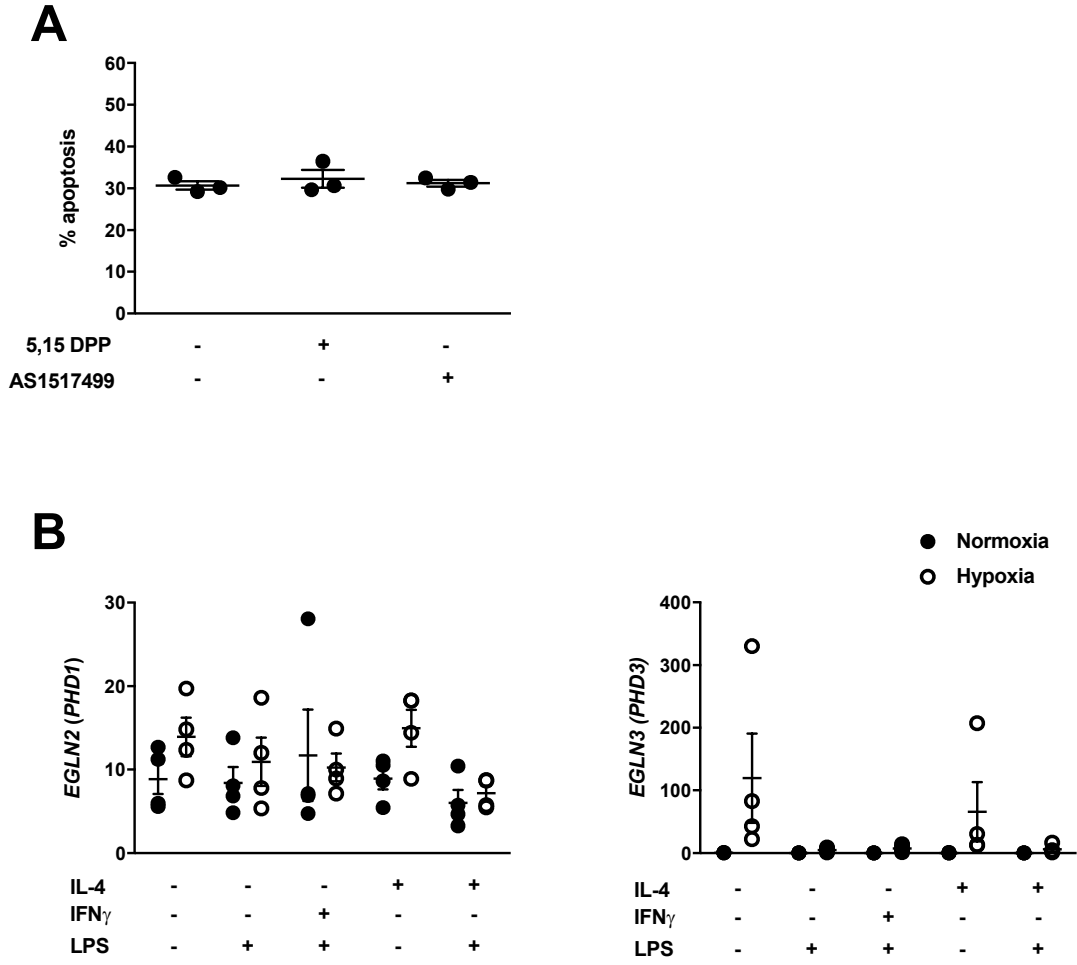 A
60
50
40
30
20
10
0
% apoptosis
5,15 DPP - + -
AS1517499 - - +
B
Normoxia
Hypoxia
30
20
10
0
EGLN2 (PHD1)
IL-4 - - - + +
IFNγ - - + - -
LPS - + + - +
400
300
200
100
0
EGLN3 (PHD3)
IL-4 - - - + +
IFNγ - - + - -
LPS - + + - +